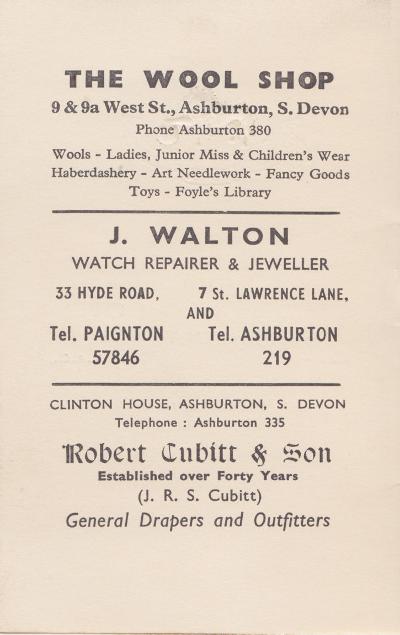 THE WOOL SHOP
9 & 9a West St., Ashburton, S. Devon
Phone Ashburton 380
Wools - Ladies, Junior Miss & Children's Wear
Haberdashery - Art Needlework - Fancy Goods
Toys - Foyle's Library
J. WALTON
WATCH REPAIRER & JEWELLER
33 HYDE ROAD, 7 St. LAWRENCE LANE,
AND
Tel. PAIGNTON Tel. ASHBURTON
57846 219
CLINTON HOUSE, ASHBURTON, S. DEVON
Telephone : Ashburton 335
Robert Cubitt & Son
Established over Forty Years
(J. R. S. Cubitt)
General Drapers and Outfitters